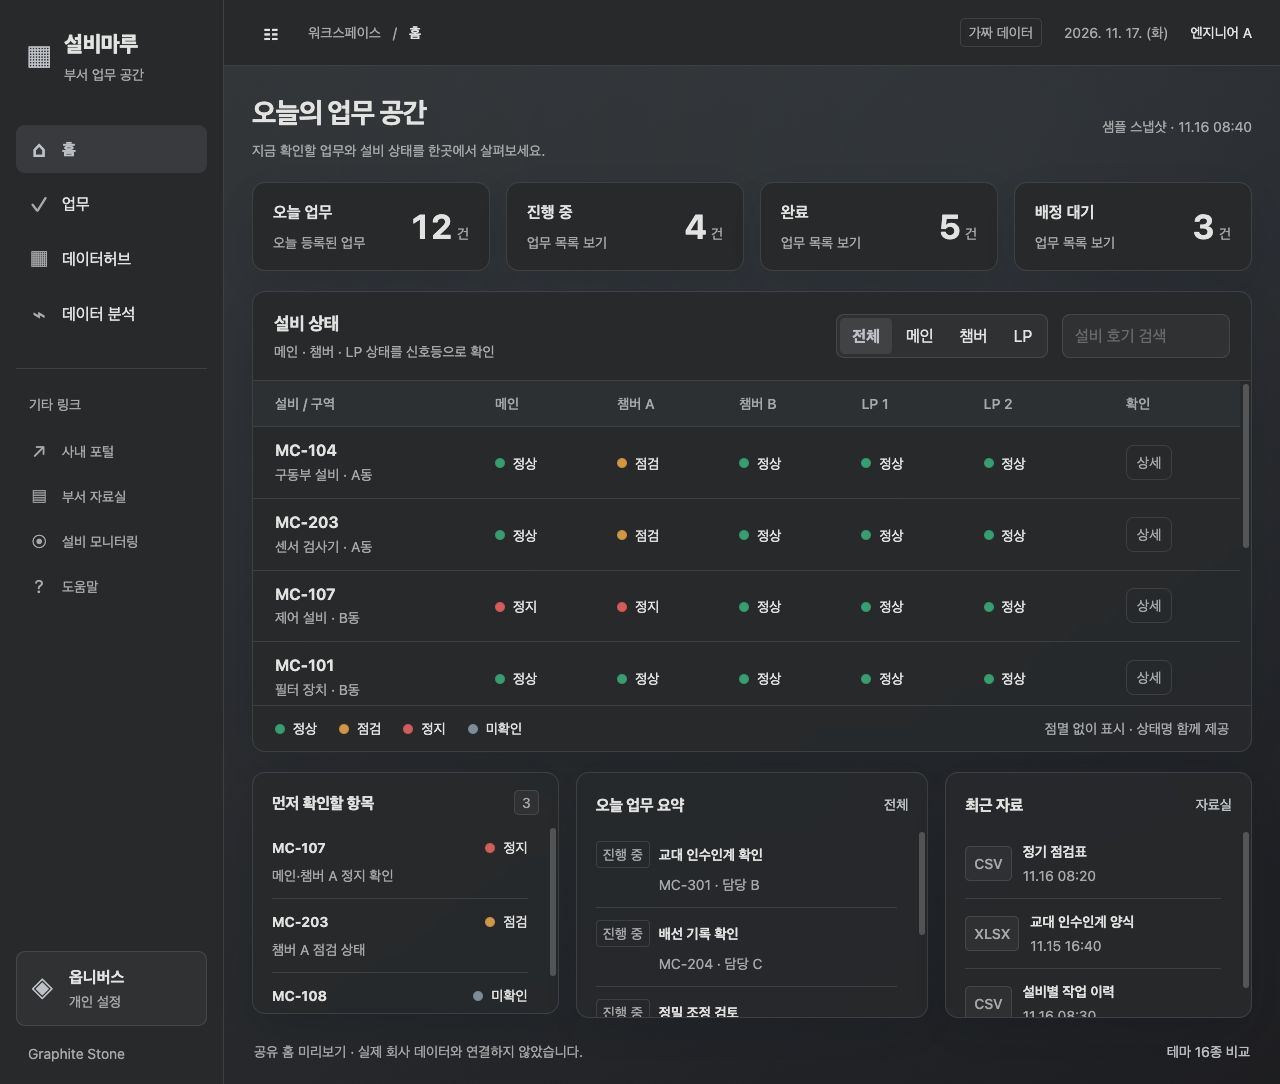 설비마루
부서 업무 공간
홈
업무
데이터허브
데이터 분석
기타 링크
사내 포털
부서 자료실
설비 모니터링
? 도움말
옵니버스
개인 설정
Graphite Stone
워크스페이스 / 홈
가짜 데이터
2026. 11. 17. (화)
엔지니어 A
오늘의 업무 공간
지금 확인할 업무와 설비 상태를 한곳에서 살펴보세요.
샘플 스냅샷 · 11.16 08:40
오늘 업무
오늘 등록된 업무
12 건
진행 중
업무 목록 보기
4 건
완료
업무 목록 보기
5 건
배정 대기
업무 목록 보기
3 건
설비 상태
메인 · 챔버 · LP 상태를 신호등으로 확인
전체 메인 챔버 LP
설비 호기 검색
설비 / 구역 메인 챔버 A 챔버 B LP 1 LP 2 확인
MC-104
구동부 설비 · A동
정상 점검 정상 정상 정상 상세
MC-203
센서 검사기 · A동
정상 점검 정상 정상 정상 상세
MC-107
제어 설비 · B동
정지 정지 정상 정상 정상 상세
MC-101
필터 장치 · B동
정상 정상 정상 정상 정상 상세
정상 점검 정지 미확인
점멸 없이 표시 · 상태명 함께 제공
먼저 확인할 항목 3
MC-107 정지
메인·챔버 A 정지 확인
MC-203 점검
챔버 A 점검 상태
MC-108 미확인
오늘 업무 요약 전체
진행 중 교대 인수인계 확인
MC-301 · 담당 B
진행 중 배선 기록 확인
MC-204 · 담당 C
진행 중 정밀 조정 검토
최근 자료 자료실
CSV 정기 점검표
11.16 08:20
XLSX 교대 인수인계 양식
11.15 16:40
CSV 설비별 작업 이력
11.16 08:30
공유 홈 미리보기 · 실제 회사 데이터와 연결하지 않았습니다.
테마 16종 비교